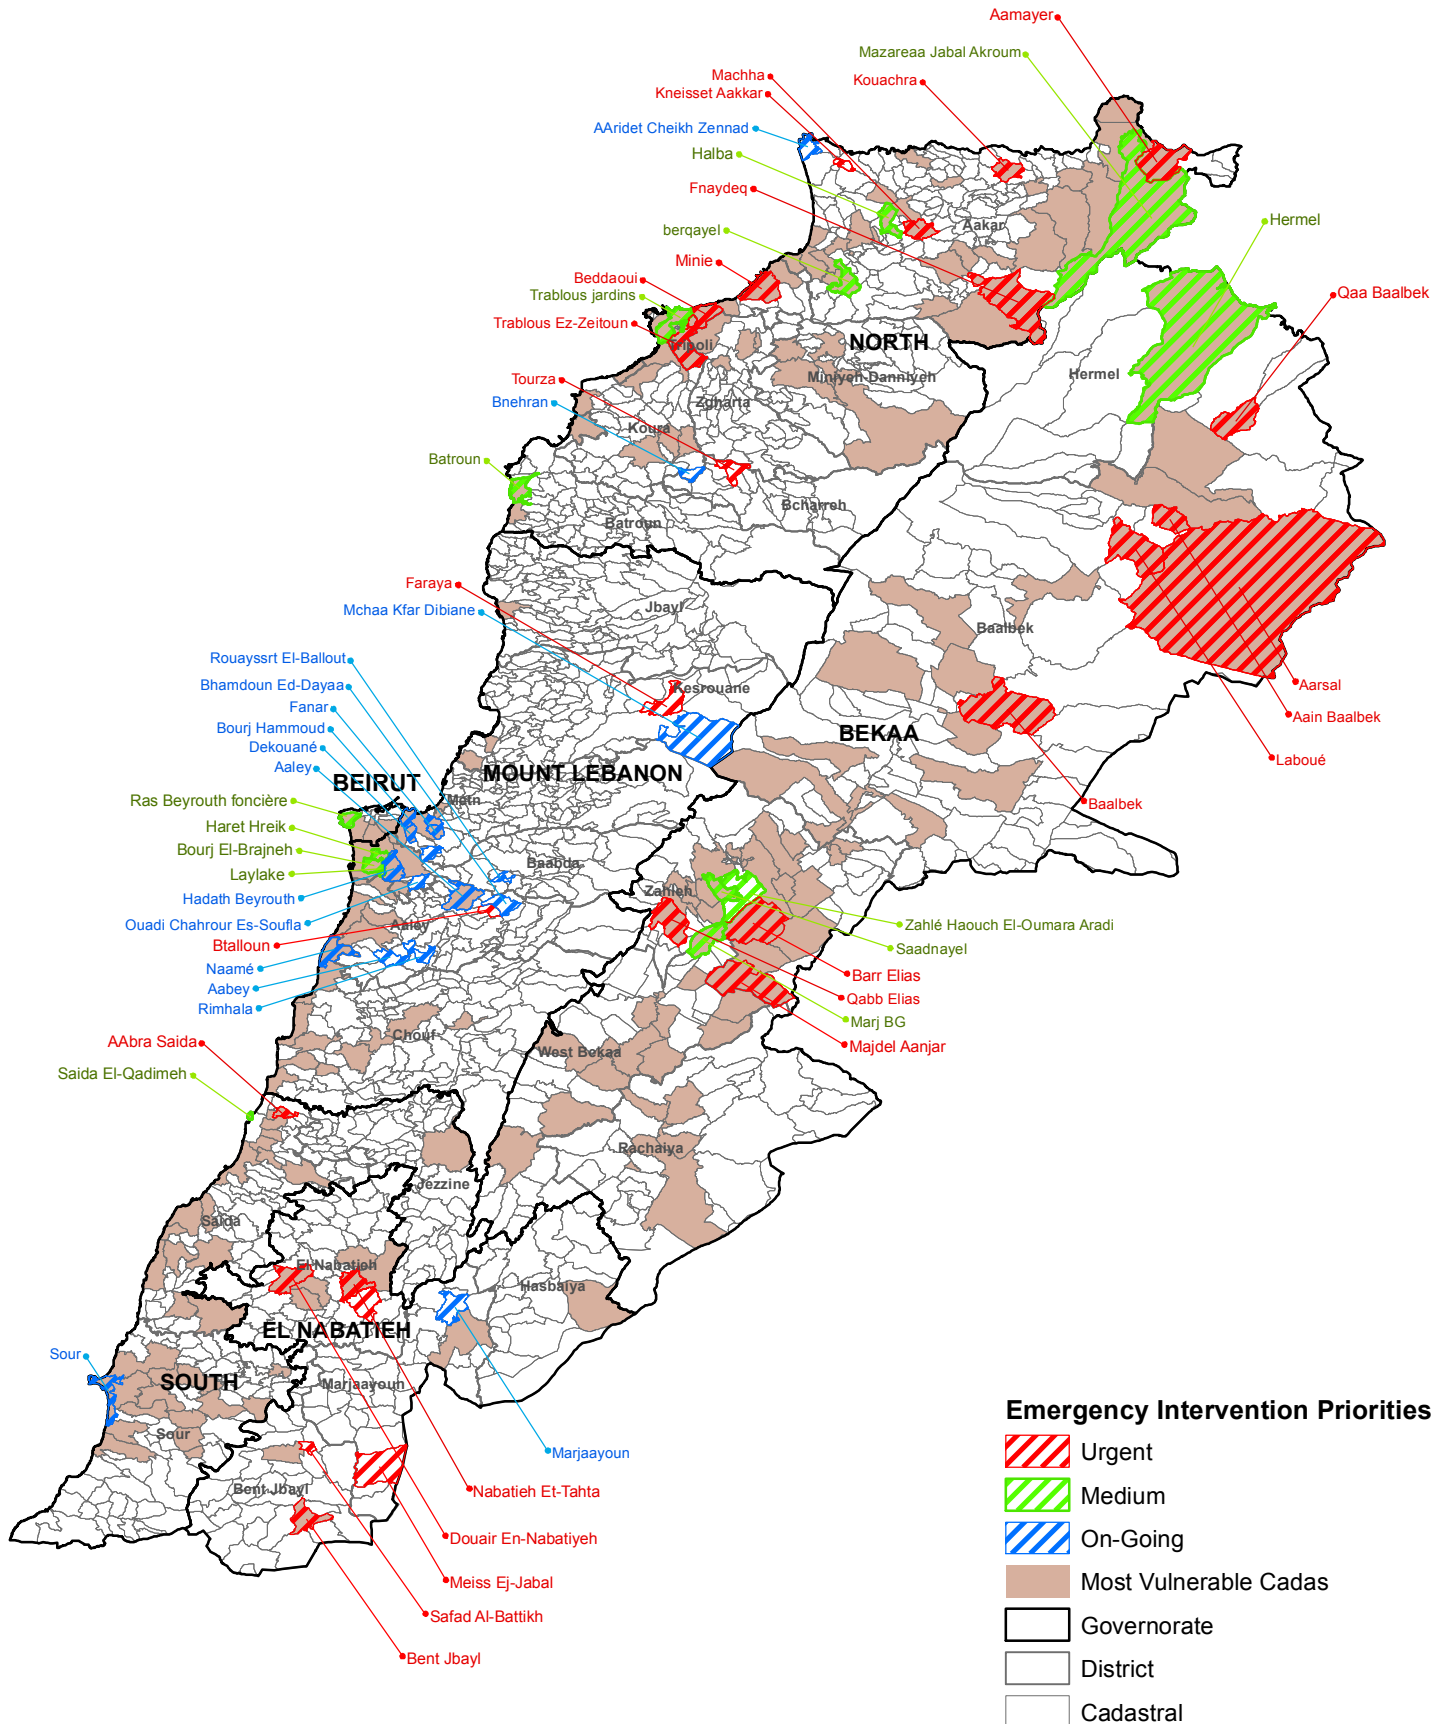 Aamayer
Mazareaa Jabal Akroum
Machha
Kouachra
Kneisset Aakkar
AAridet Cheikh Zennad
Halba
Fnaydeq
Hermel
Aakar
berqayel
Minie
Beddaoui
Trablous jardins
Qaa Baalbek
Trablous Ez-Zeitoun
Tripoli
NORTH
Hermel
Tourza
Miniyeh-Danniyeh
Bnehran
Zgharta
Koura
Batroun
Bcharreh
Batroun
Faraya
Mchaa Kfar Dibiane
Jbayl
Baalbek
Rouayssrt El-Ballout
Bhamdoun Ed-Dayaa
Kesrouane
Aarsal
Fanar
Aain Baalbek
Bourj Hammoud
BEKAA
Dekouané
Laboué
Aaley
MOUNT LEBANON
BEIRUT
Ras Beyrouth foncière
Metn
Baalbek
Haret Hreik
Bourj El-Brajneh
Baabda
Laylake
Zahleh
Hadath Beyrouth
Ouadi Chahrour Es-Soufla
Aaley
Zahlé Haouch El-Oumara Aradi
Btalloun
Saadnayel
Naamé
Barr Elias
Aabey
Qabb Elias
Rimhala
Marj BG
Chouf
AAbra Saida
Majdel Aanjar
West Bekaa
Saida El-Qadimeh
Rachaiya
Jezzine
Saida
El Nabatieh
Hasbaiya
EL NABATIEH
Sour
SOUTH
Marjaayoun
Sour
Marjaayoun
Bent Jbayl
Nabatieh Et-Tahta
Douair En-Nabatiyeh
Meiss Ej-Jabal
Safad Al-Battikh
Bent Jbayl
Emergency Intervention Priorities
Urgent
Medium
On-Going
Most Vulnerable Cadas
Governorate
District
Cadastral